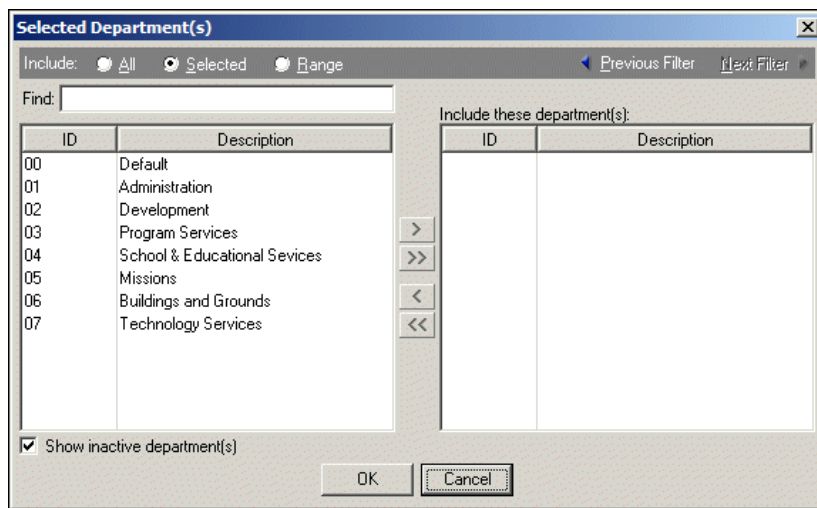 Selected Department(s)
Include: All Selected Range Previous Filter Next Filter
Find:
Include these department(s):
ID Description ID Description
00 Default
01 Administration
02 Development
03 Program Services
04 School & Educational Sevices
05 Missions
06 Buildings and Grounds
07 Technology Services
>
>>
<
<<
Show inactive department(s)
OK Cancel